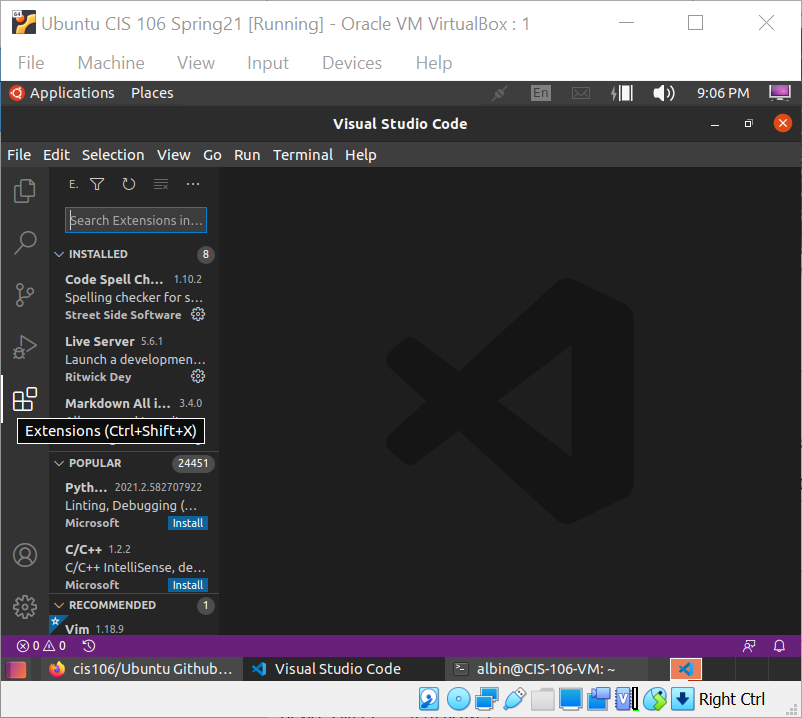 Ubuntu CIS 106 Spring21 [Running] - Oracle VM VirtualBox : 1
File Machine View Input Devices Help
Applications Places En 9:06 PM
Visual Studio Code
File Edit Selection View Go Run Terminal Help
E.
Search Extensions in...
INSTALLED 8
Code Spell Ch... 1.10.2
Spelling checker for s...
Street Side Software
Live Server 5.6.1
Launch a developmen...
Ritwick Dey
Markdown All i... 3.4.0
Extensions (Ctrl+Shift+X)
POPULAR 24451
Pyth... 2021.2.582707922
Linting, Debugging (...
Microsoft Install
C/C++ 1.2.2
C/C++ IntelliSense, de...
Microsoft Install
RECOMMENDED 1
Vim 1.18.9
0 0
cis106/Ubuntu Github... Visual Studio Code albin@CIS-106-VM: ~
Right Ctrl